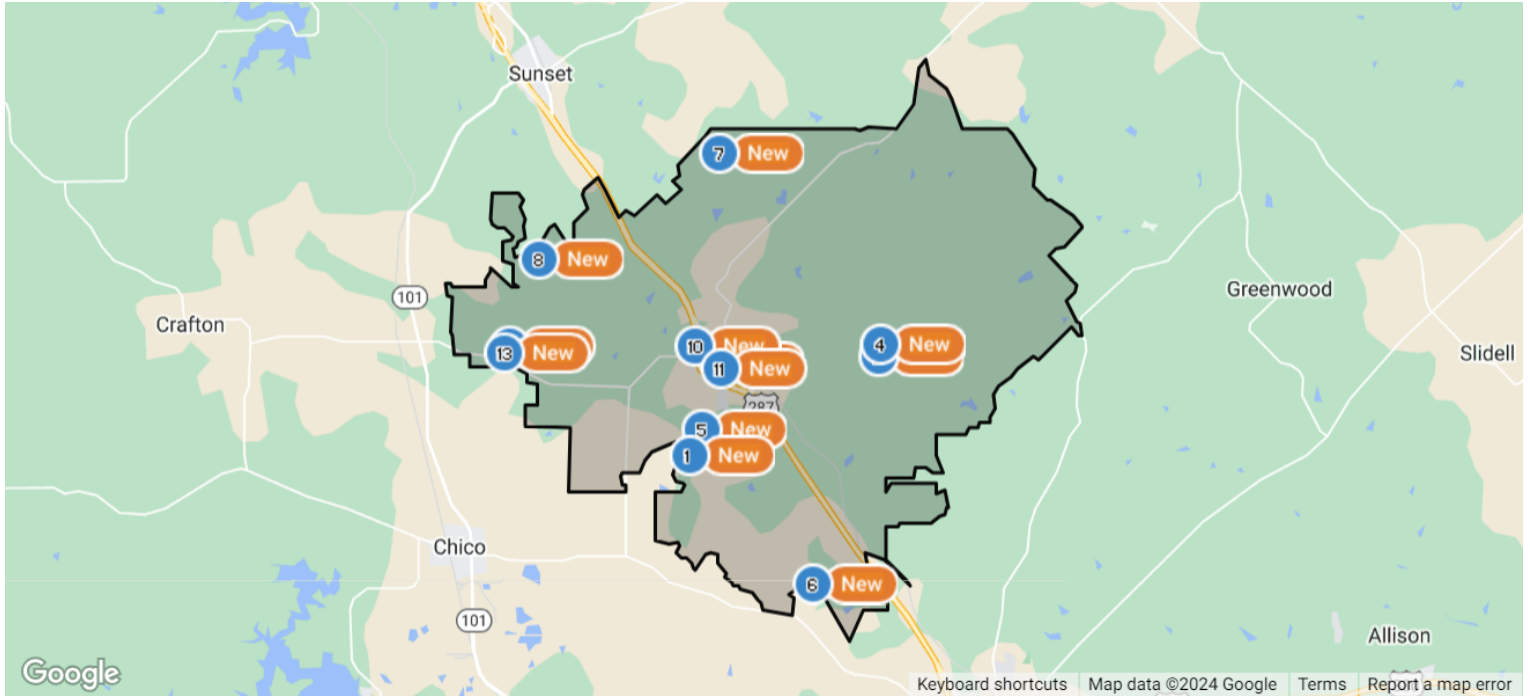 Sunset
7 New
8 New
101
Greenwood
Crafton
13 New
10 New
4 New
11 New
Slidell
287
5 New
1 New
Chico
6 New
101
Allison
Google
Keyboard shortcuts
Map data ©2024 Google
Terms
Report a map error